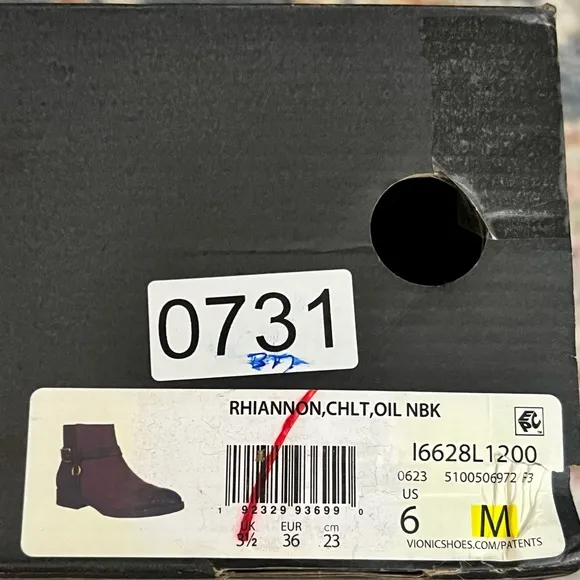 0731
RHIANNON,CHLT,OIL NBK
I6628L1200
0623 5100506972 F3
1 92329 93699 0
US
6 M
UK EUR cm
3½ 36 23
VIONICSHOES.COM/PATENTS